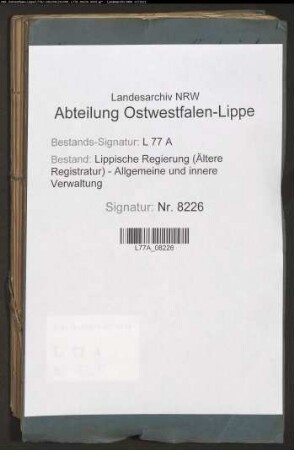 Landesarchiv NRW
Abteilung Ostwestfalen-Lippe
Bestands-Signatur: L 77 A
Bestand: Lippische Regierung (Ältere
Registratur) - Allgemeine und innere
Verwaltung
Signatur: Nr. 8226
L77A_08226